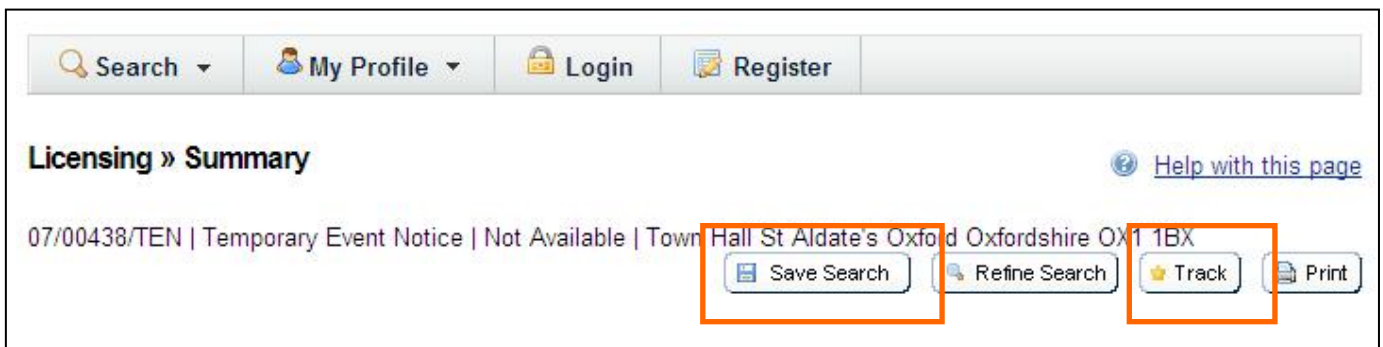 Search My Profile Login Register
Licensing » Summary Help with this page
07/00438/TEN | Temporary Event Notice | Not Available | Town Hall St Aldate's Oxford Oxfordshire OX1 1BX
Save Search Refine Search Track Print